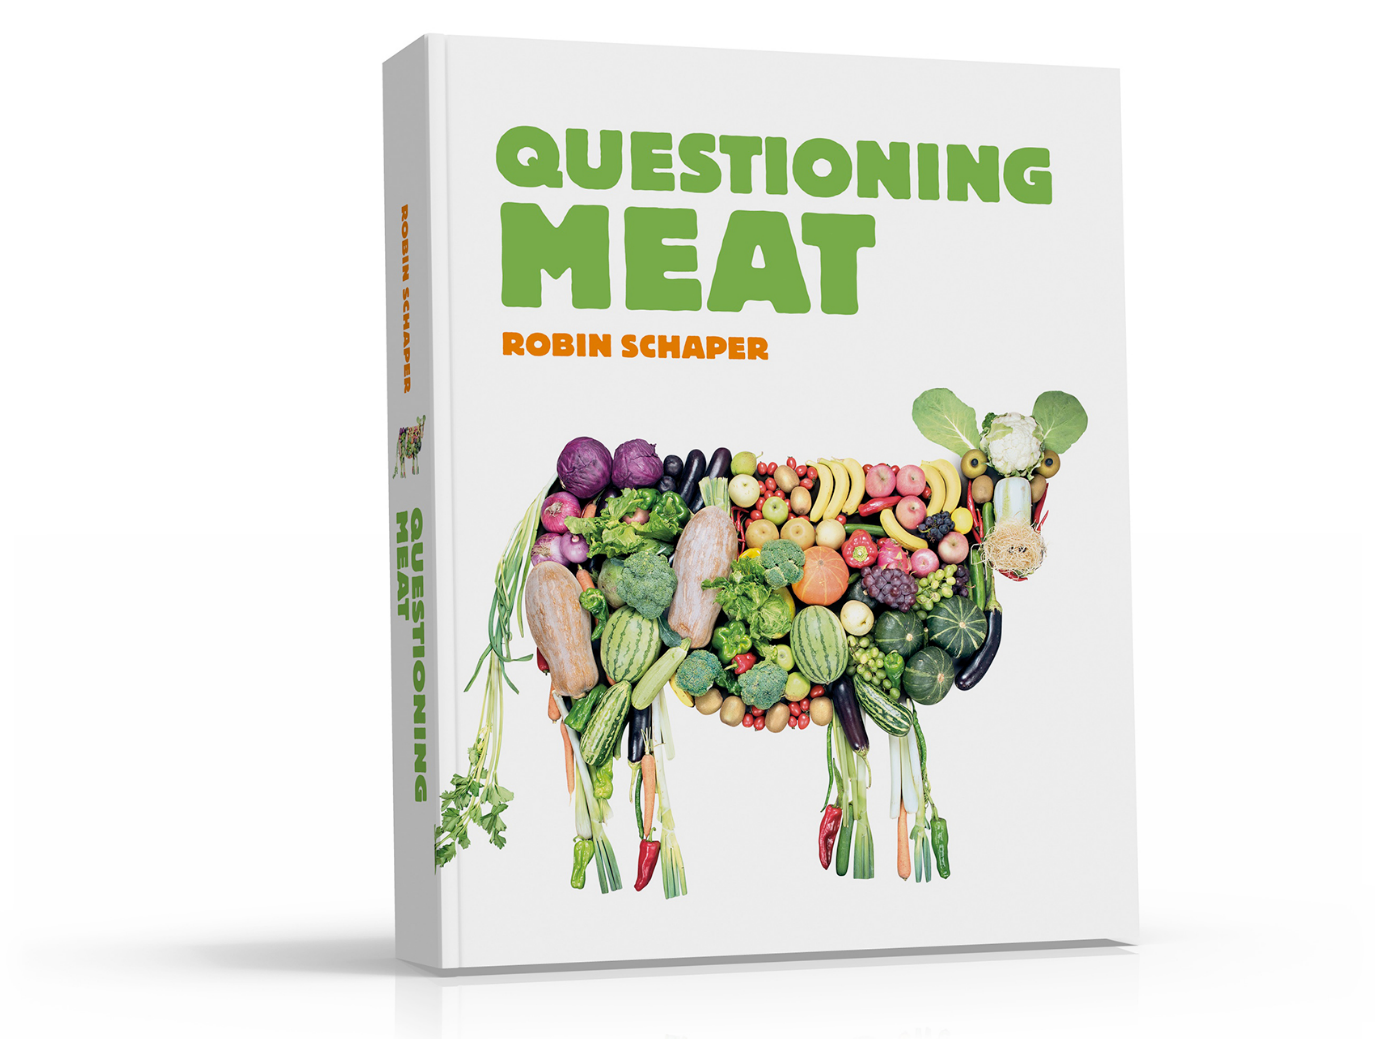 QUESTIONING
MEAT
ROBIN SCHAPER
ROBIN SCHAPER
QUESTIONING
MEAT